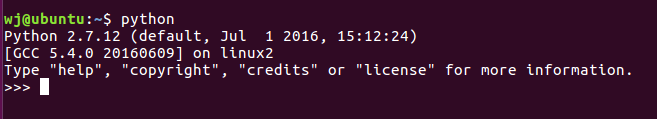 wj@ubuntu:~$ python
Python 2.7.12 (default, Jul  1 2016, 15:12:24)
[GCC 5.4.0 20160609] on linux2
Type "help", "copyright", "credits" or "license" for more information.
>>>